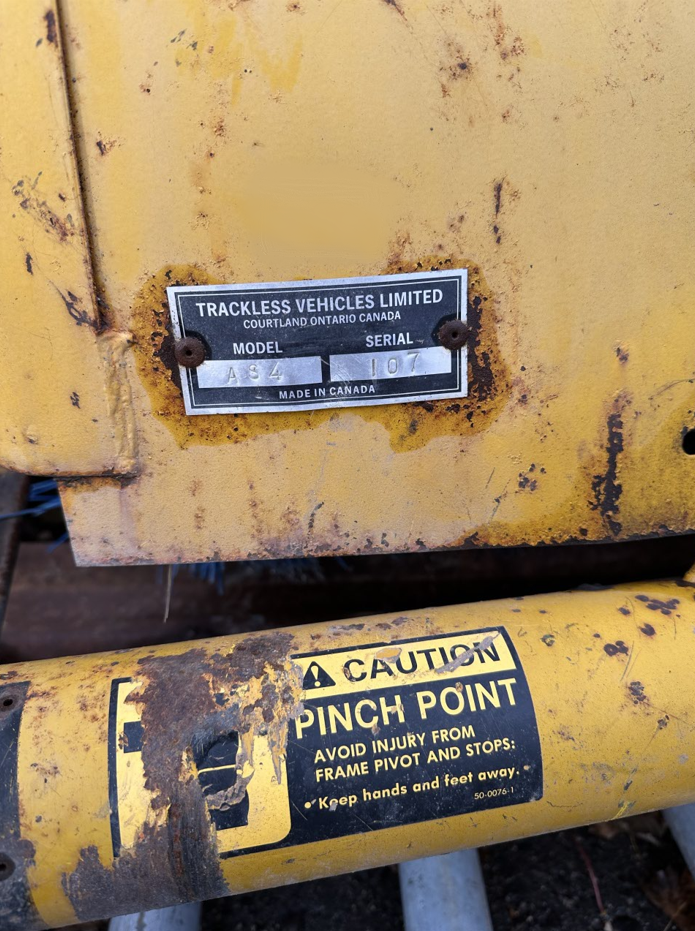 TRACKLESS VEHICLES LIMITED
COURTLAND ONTARIO CANADA
MODEL SERIAL
AS4 107
MADE IN CANADA
CAUTION
PINCH POINT
AVOID INJURY FROM
FRAME PIVOT AND STOPS:
• Keep hands and feet away.
50-0076-1